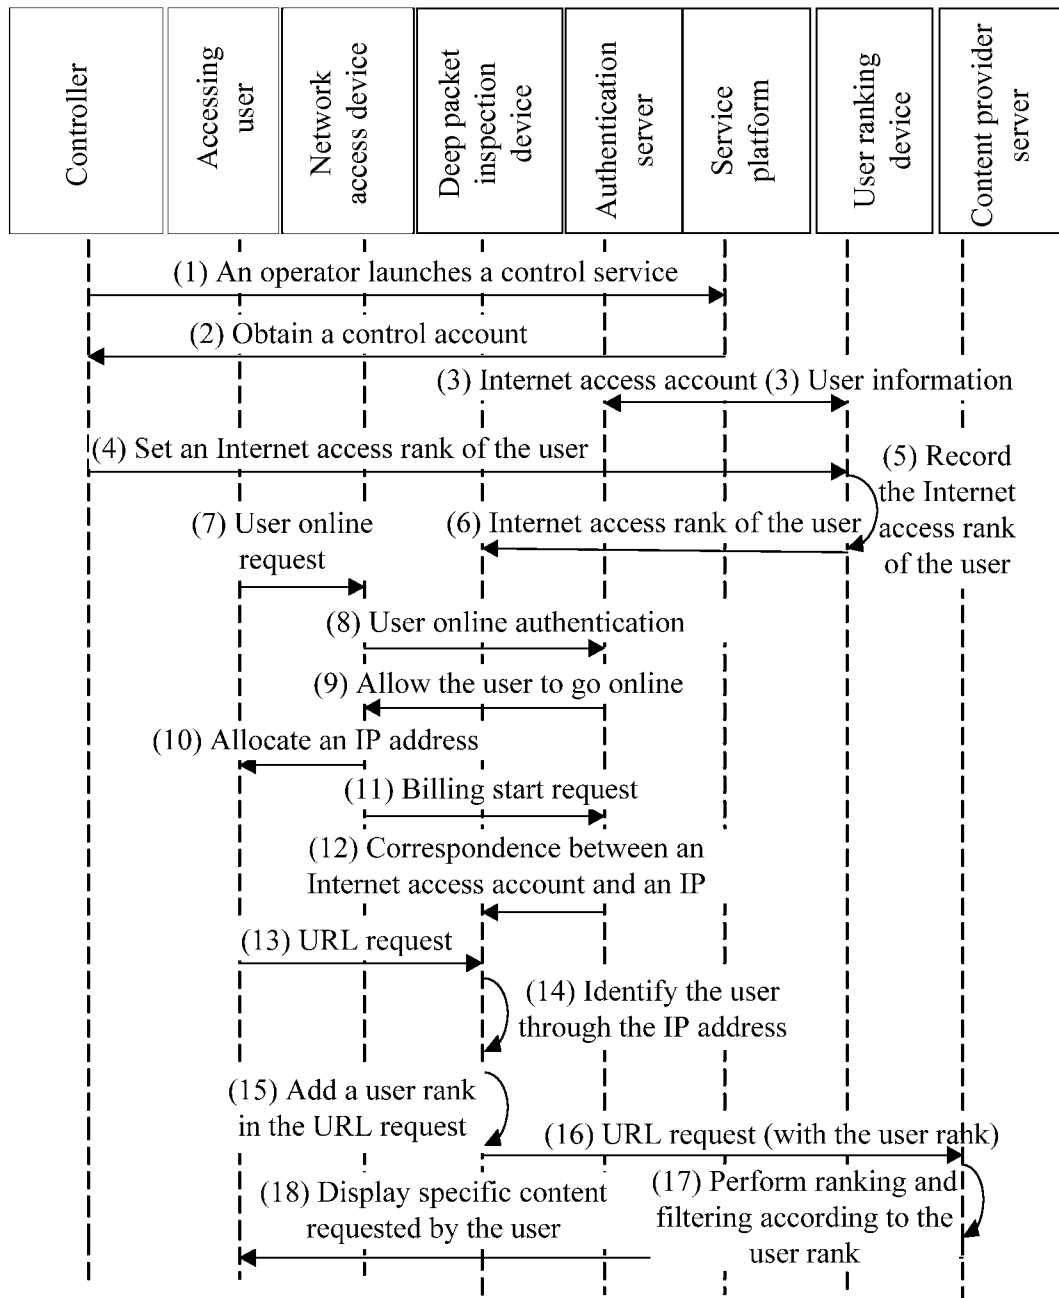 Controller
Accessing
user
Network
access device
Deep packet
inspection
device
Authentication
server
Service
platform
User ranking
device
Content provider
server
(1) An operator launches a control service
(2) Obtain a control account
(3) Internet access account (3) User information
(4) Set an Internet access rank of the user
(5) Record
the Internet
access rank
of the user
(6) Internet access rank of the user
(7) User online
request
(8) User online authentication
(9) Allow the user to go online
(10) Allocate an IP address
(11) Billing start request
(12) Correspondence between an
Internet access account and an IP
(13) URL request
(14) Identify the user
through the IP address
(15) Add a user rank
in the URL request
(16) URL request (with the user rank)
(17) Perform ranking and
filtering according to the
user rank
(18) Display specific content
requested by the user